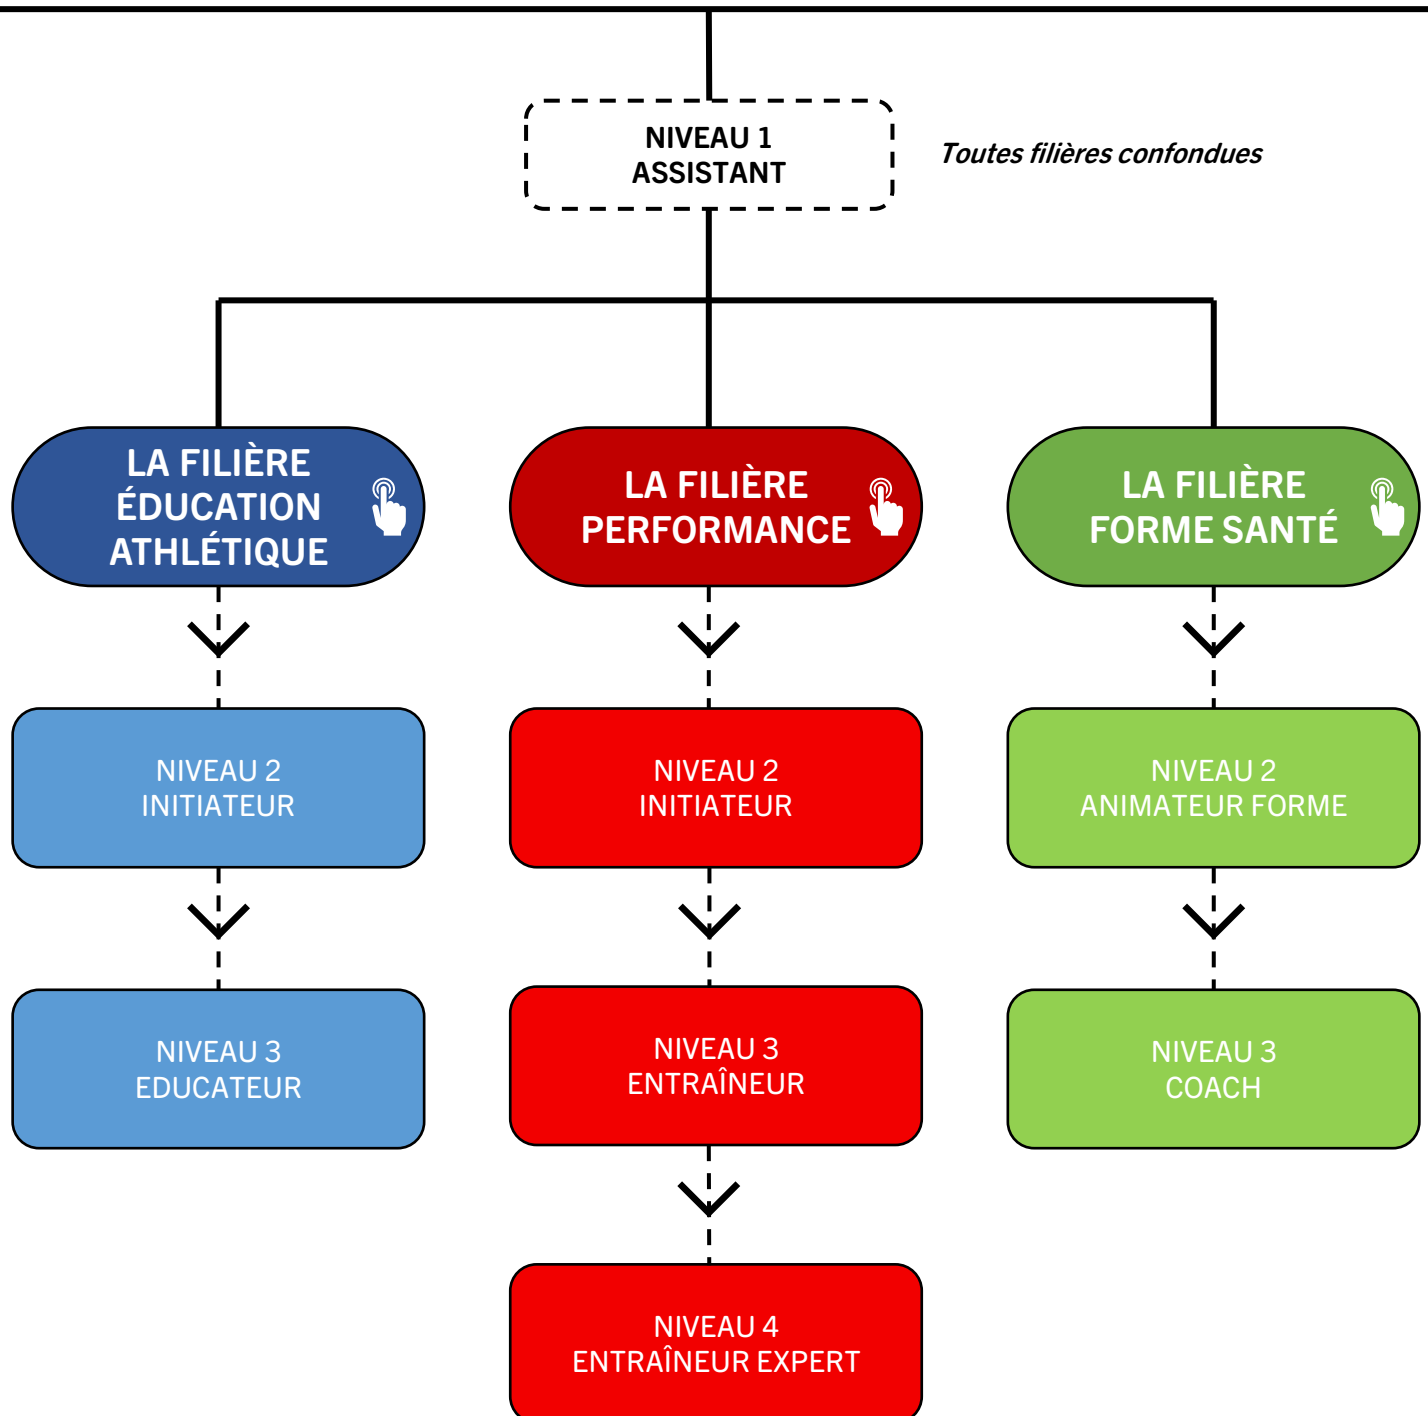 NIVEAU 1
ASSISTANT
Toutes filières confondues
LA FILIÈRE
ÉDUCATION
ATHLÉTIQUE
LA FILIÈRE
PERFORMANCE
LA FILIÈRE
FORME SANTÉ
NIVEAU 2
INITIATEUR
NIVEAU 2
INITIATEUR
NIVEAU 2
ANIMATEUR FORME
NIVEAU 3
EDUCATEUR
NIVEAU 3
ENTRAÎNEUR
NIVEAU 3
COACH
NIVEAU 4
ENTRAÎNEUR EXPERT